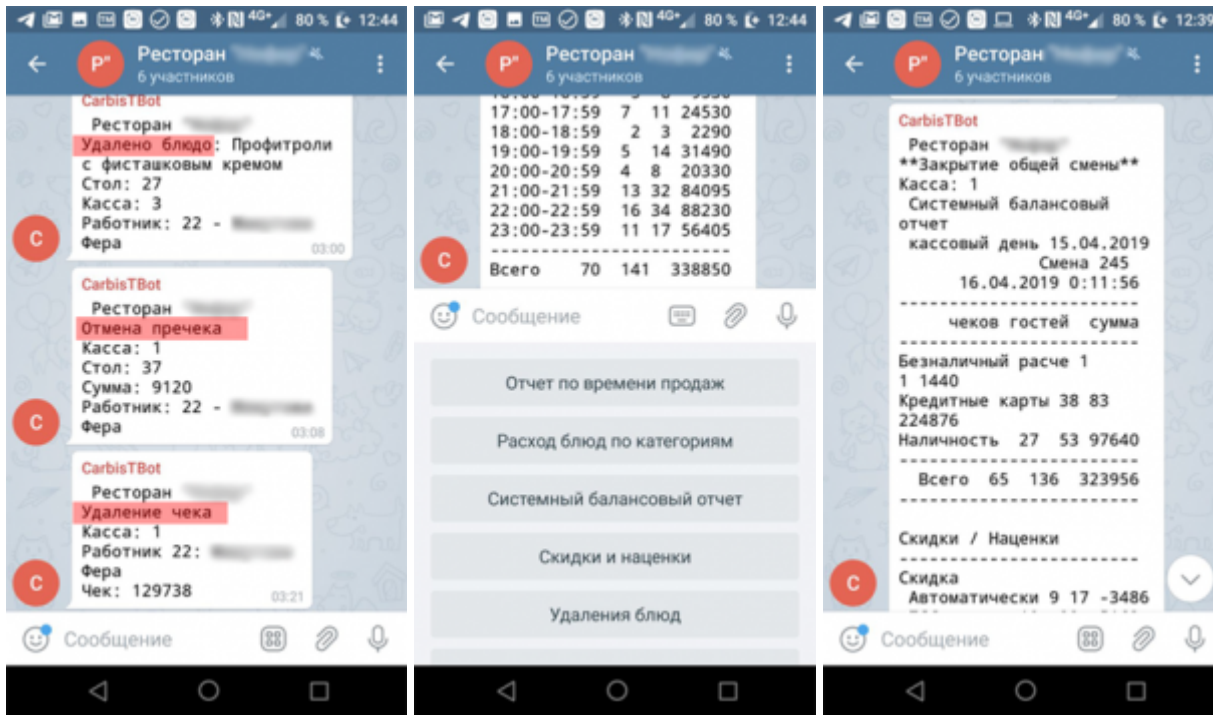 80 % 12:44
Ресторан
6 участников
CarbisTBot
Ресторан
Удалено блюдо: Профитроли
с фисташковым кремом
Стол: 27
Касса: 3
Работник: 22 -
Фера
03:00
CarbisTBot
Ресторан
Отмена пречека
Касса: 1
Стол: 37
Сумма: 9120
Работник: 22 -
Фера
03:08
CarbisTBot
Ресторан
Удаление чека
Касса: 1
Работник 22:
Фера
Чек: 129738
03:21
Сообщение
4G+ 80 % 12:44
Ресторан
6 участников
17:00-17:59 7 11 24530
18:00-18:59 2 3 2290
19:00-19:59 5 14 31490
20:00-20:59 4 8 20330
21:00-21:59 13 32 84095
22:00-22:59 16 34 88230
23:00-23:59 11 17 56405
-------------------------
Всего 70 141 338850
Сообщение
Отчет по времени продаж
Расход блюд по категориям
Системный балансовый отчет
Скидки и наценки
Удаления блюд
4G+ 80 % 12:39
Ресторан
6 участников
CarbisTBot
Ресторан
**Закрытие общей смены**
Касса: 1
Системный балансовый
отчет
кассовый день 15.04.2019
Смена 245
16.04.2019 0:11:56
-------------------------
чеков гостей сумма
-------------------------
Безналичный расче 1
1 1440
Кредитные карты 38 83
224876
Наличность 27 53 97640
-------------------------
Всего 65 136 323956
-------------------------
Скидки / Наценки
-------------------------
Скидка
Автоматически 9 17 -3486
Сообщение